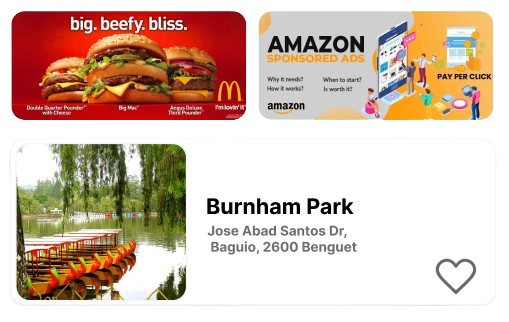 big. beefy. bliss.
Double Quarter Pounder
with Cheese
Big Mac
Angus Deluxe
Third Pounder
i'm lovin' it
AMAZON
SPONSORED ADS
Why it needs?
When to start?
How it works?
Is worth it?
amazon
PAY PER CLICK
Burnham Park
Jose Abad Santos Dr,
Baguio, 2600 Benguet